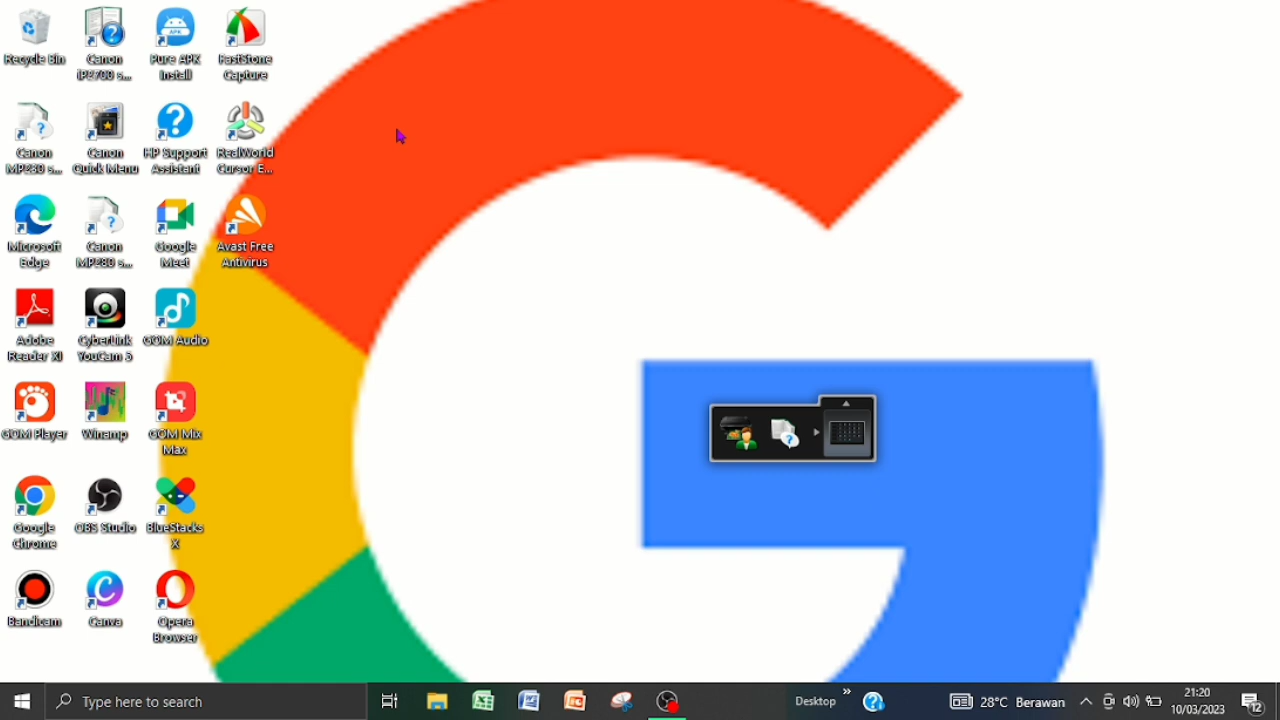 Recycle Bin
Canon
iP2700 s...
Pure APK
Install
FastStone
Capture
Canon
MP230 s...
Canon
Quick Menu
HP Support
Assistant
RealWorld
Cursor E...
Microsoft
Edge
Canon
MP280 s...
Google
Meet
Avast Free
Antivirus
Adobe
Reader XI
CyberLink
YouCam 5
GOM Audio
GOM Player
Winamp
GOM Mix
Max
Google
Chrome
OBS Studio
BlueStacks
X
Bandicam
Canva
Opera
Browser
Type here to search
Desktop
28°C Berawan
21:20
10/03/2023
12